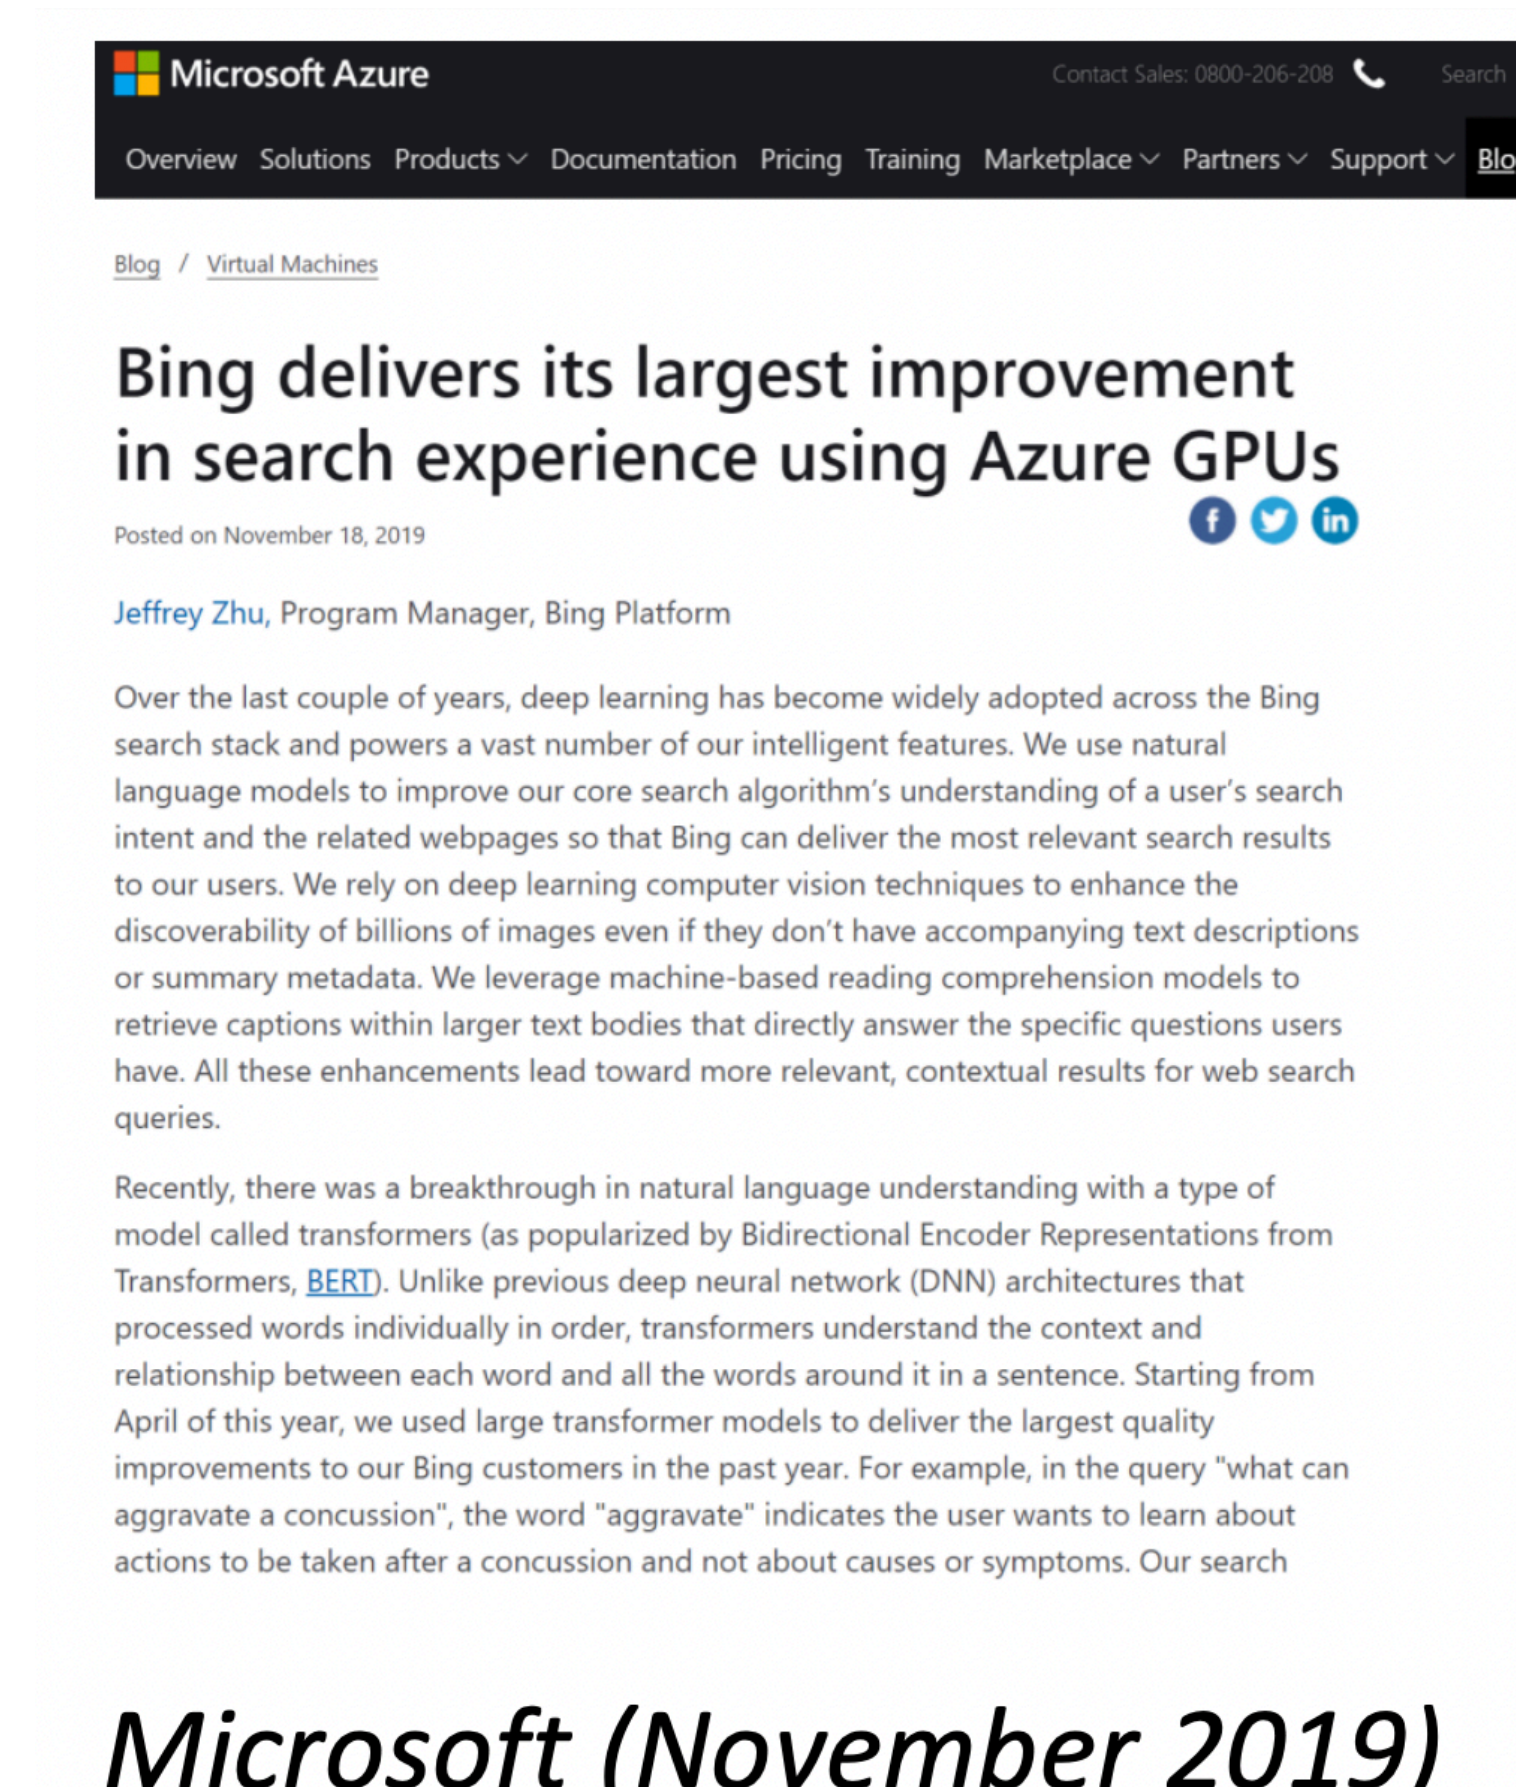 Microsoft Azure
Contact Sales: 0800-206-208 Search
Overview Solutions Products Documentation Pricing Training Marketplace Partners Support Blo
Blog / Virtual Machines
Bing delivers its largest improvement
in search experience using Azure GPUs
Posted on November 18, 2019
f in
Jeffrey Zhu, Program Manager, Bing Platform
Over the last couple of years, deep learning has become widely adopted across the Bing
search stack and powers a vast number of our intelligent features. We use natural
language models to improve our core search algorithm’s understanding of a user’s search
intent and the related webpages so that Bing can deliver the most relevant search results
to our users. We rely on deep learning computer vision techniques to enhance the
discoverability of billions of images even if they don’t have accompanying text descriptions
or summary metadata. We leverage machine-based reading comprehension models to
retrieve captions within larger text bodies that directly answer the specific questions users
have. All these enhancements lead toward more relevant, contextual results for web search
queries.
Recently, there was a breakthrough in natural language understanding with a type of
model called transformers (as popularized by Bidirectional Encoder Representations from
Transformers, BERT). Unlike previous deep neural network (DNN) architectures that
processed words individually in order, transformers understand the context and
relationship between each word and all the words around it in a sentence. Starting from
April of this year, we used large transformer models to deliver the largest quality
improvements to our Bing customers in the past year. For example, in the query "what can
aggravate a concussion", the word "aggravate" indicates the user wants to learn about
actions to be taken after a concussion and not about causes or symptoms. Our search
Microsoft (November 2019)